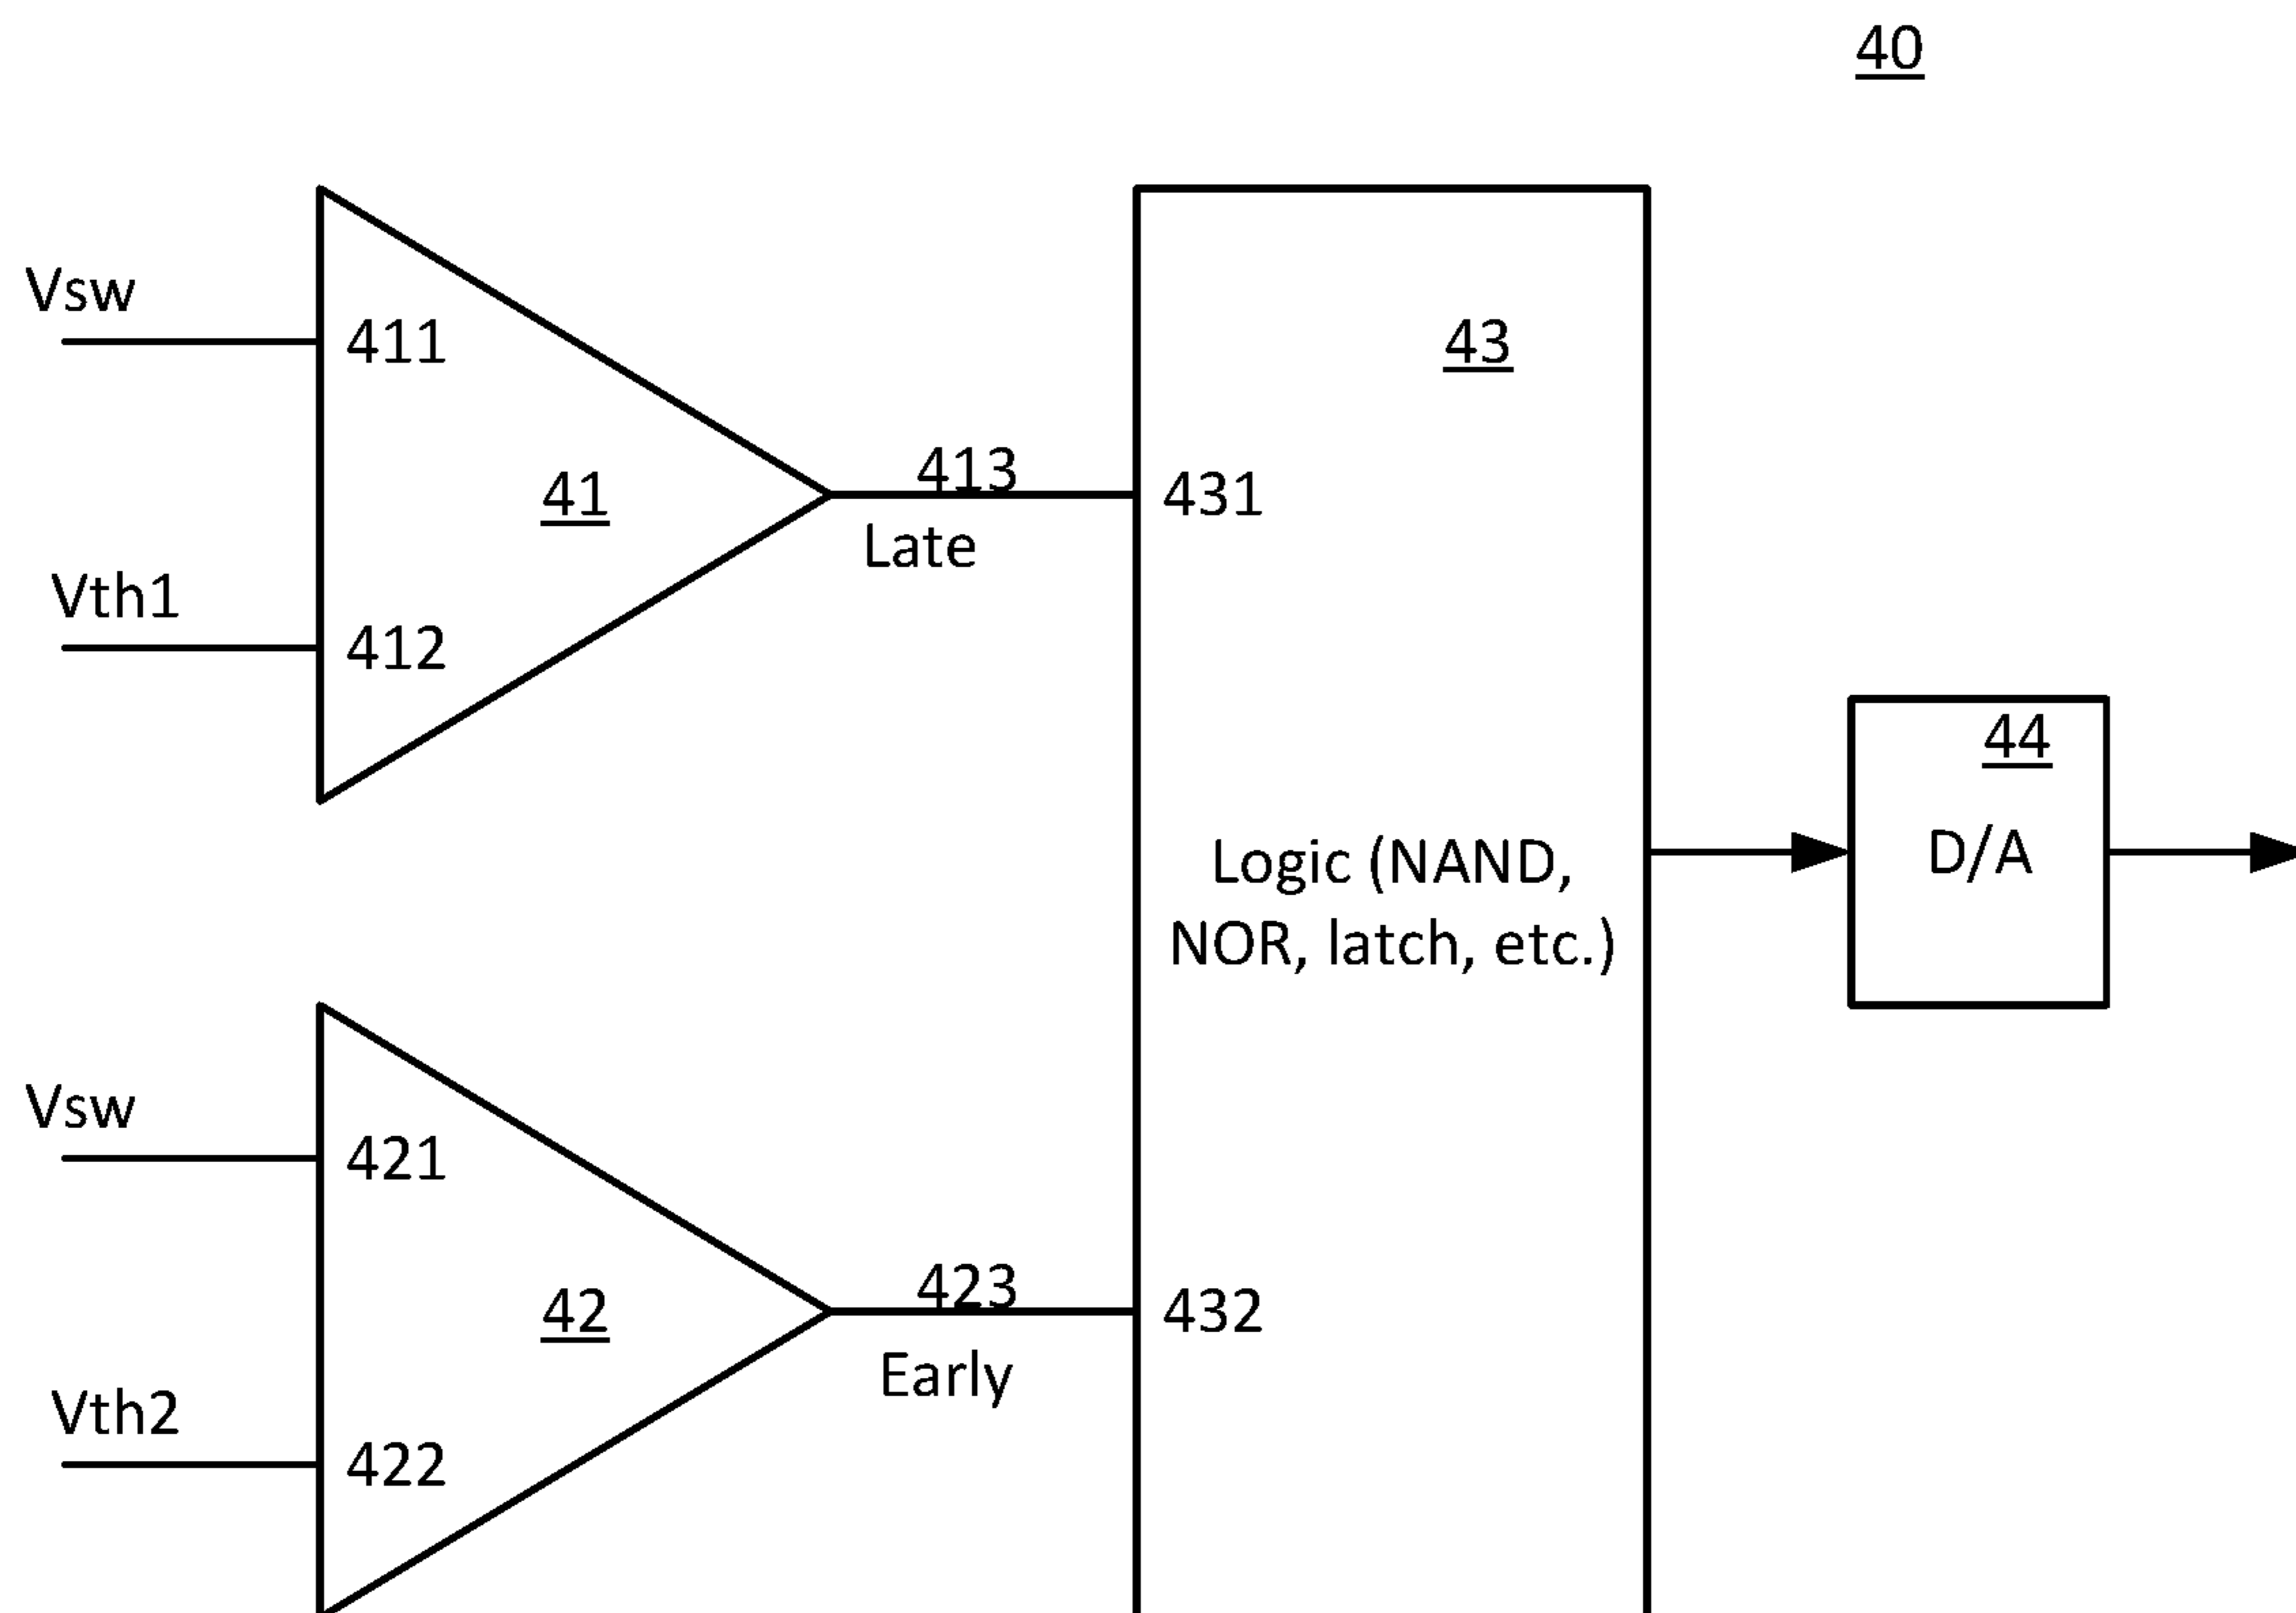 40
Vsw
411
43
413
41
431
Late
Vth1
412
44
D/A
Logic (NAND,
NOR, latch, etc.)
Vsw
421
423
42
432
Early
Vth2
422